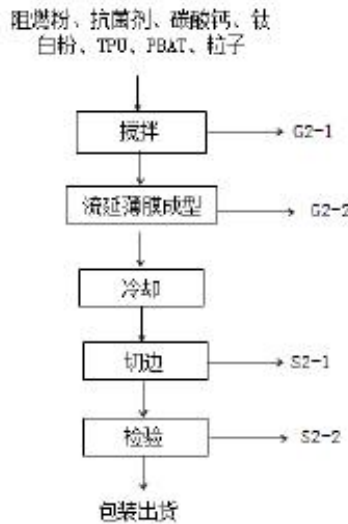 阻燃粉、抗菌剂、碳酸钙、钛
白粉、TPU、PBAT、粒子
搅拌
G2-1
流延薄膜成型
G2-2
冷却
切边
S2-1
检验
S2-2
包装出货